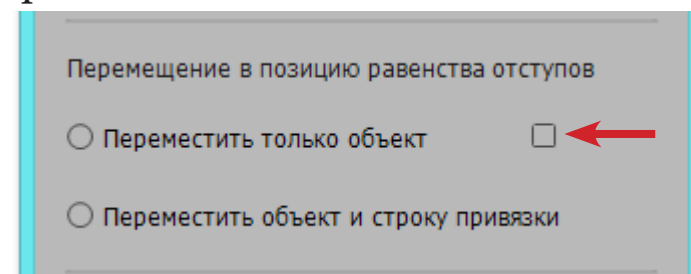 Перемещение в позицию равенства отступов
Переместить только объект
Переместить объект и строку привязки